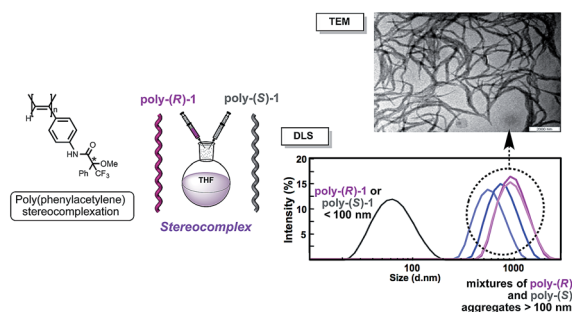 TEM
poly-(R)-1
poly-(S)-1
n
H
NH
O
*
OMe
Ph
CF3
THF
Poly(phenylacetylene)
stereocomplexation
Stereocomplex
DLS
Intensity (%)
20
15
10
5
poly-(R)-1 or
poly-(S)-1
< 100 nm
100
1000
Size (d.nm)
mixtures of poly-(R)
and poly-(S)
aggregates > 100 nm